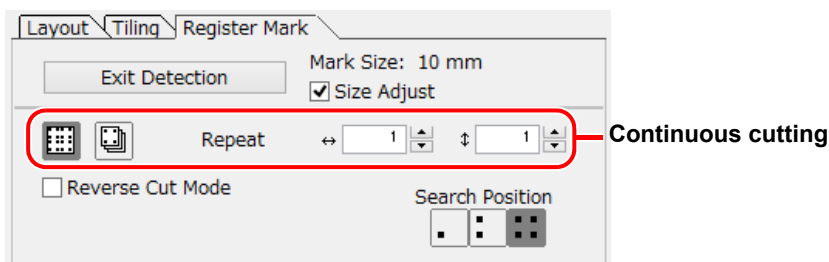 Layout Tiling Register Mark
Exit Detection
Mark Size: 10 mm
Size Adjust
Repeat 1 1 Continuous cutting
Reverse Cut Mode
Search Position